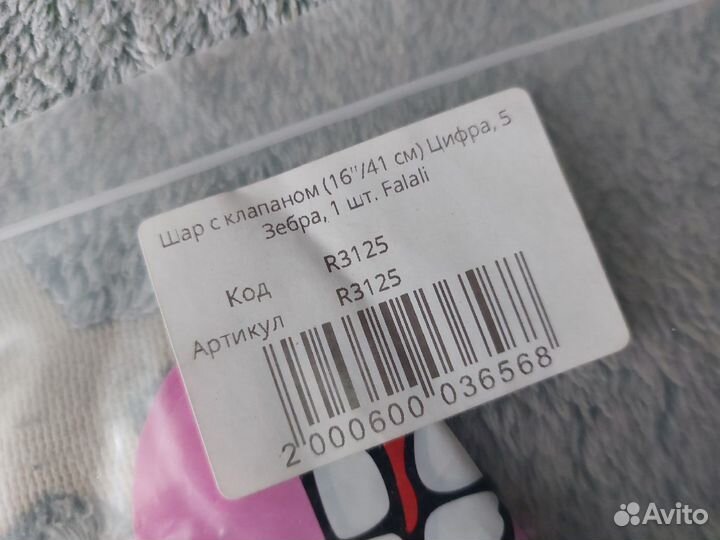 Шар с клапаном (16"/41 см) Цифра, 5
Зебра, 1 шт. Falali
Код R3125
Артикул R3125
2 000600 036568
Avito